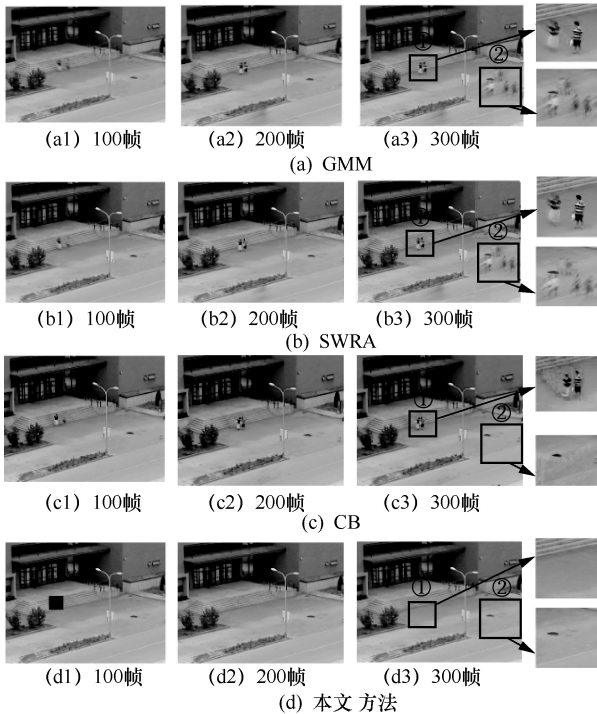 ① ②
(a1) 100帧 (a2) 200帧 (a3) 300帧
(a) GMM
① ②
(b1) 100帧 (b2) 200帧 (b3) 300帧
(b) SWRA
① ②
(c1) 100帧 (c2) 200帧 (c3) 300帧
(c) CB
① ②
(d1) 100帧 (d2) 200帧 (d3) 300帧
(d) 本文 方法